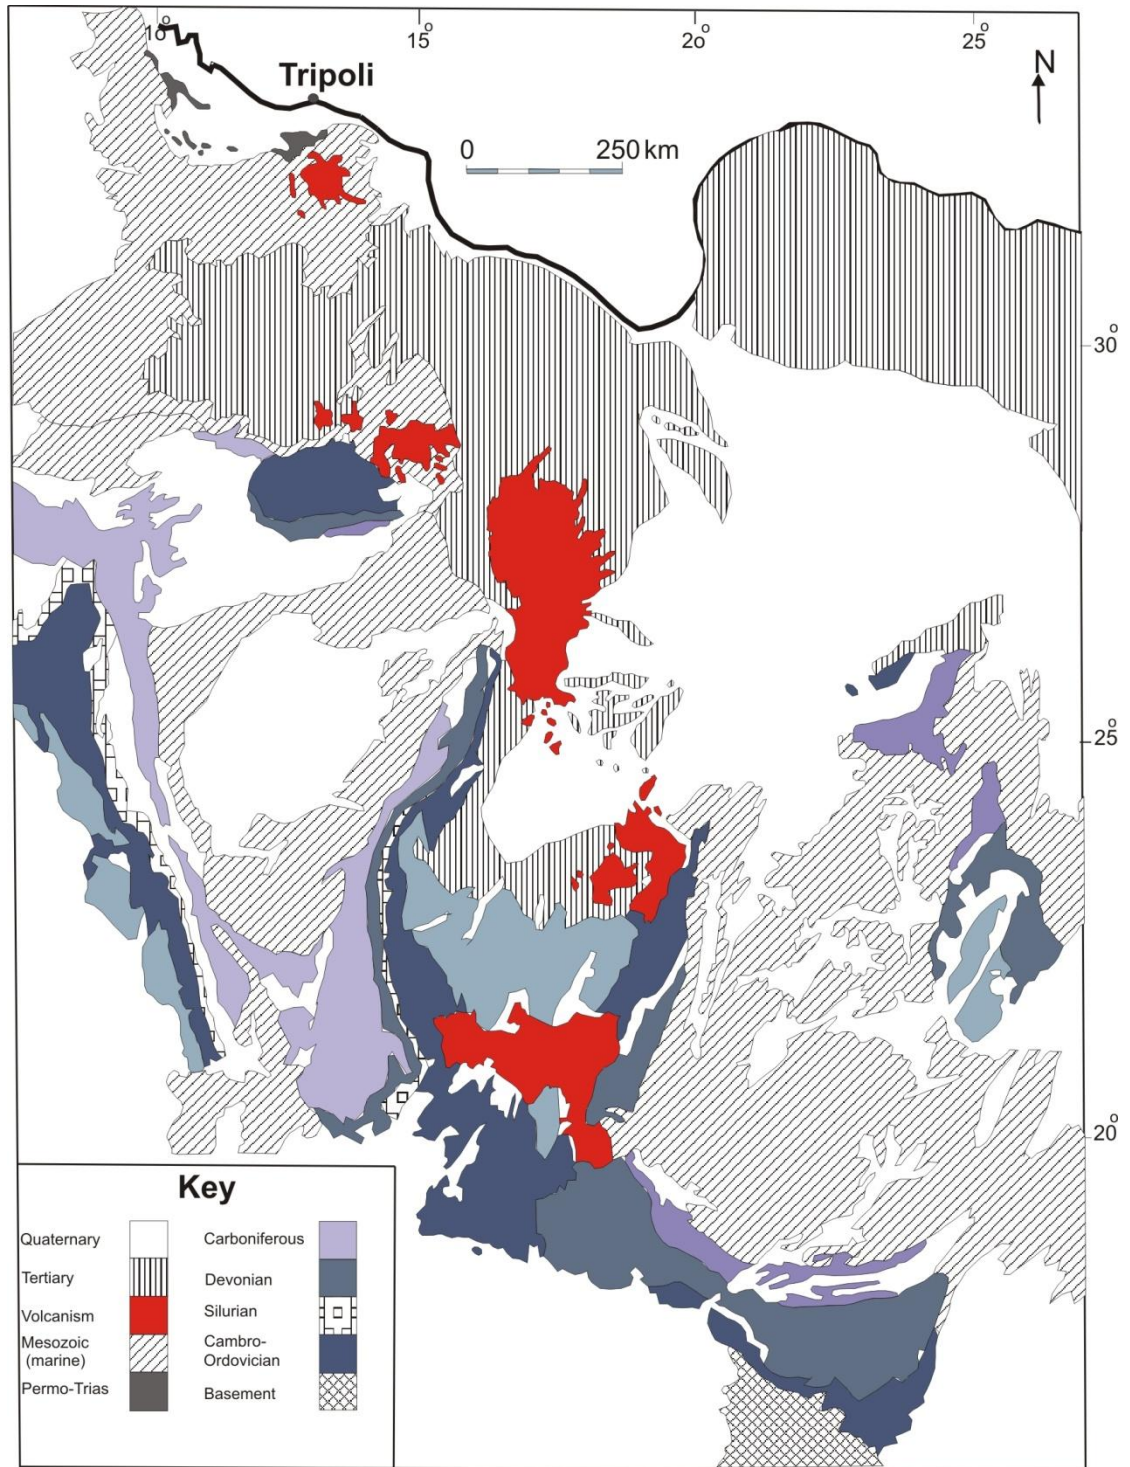 10°
15°
20°
25°
Tripoli
N
0 250 km
30°
25°
20°
Key
Quaternary
Tertiary
Volcanism
Mesozoic
(marine)
Permo-Trias
Carboniferous
Devonian
Silurian
Cambro-
Ordovician
Basement